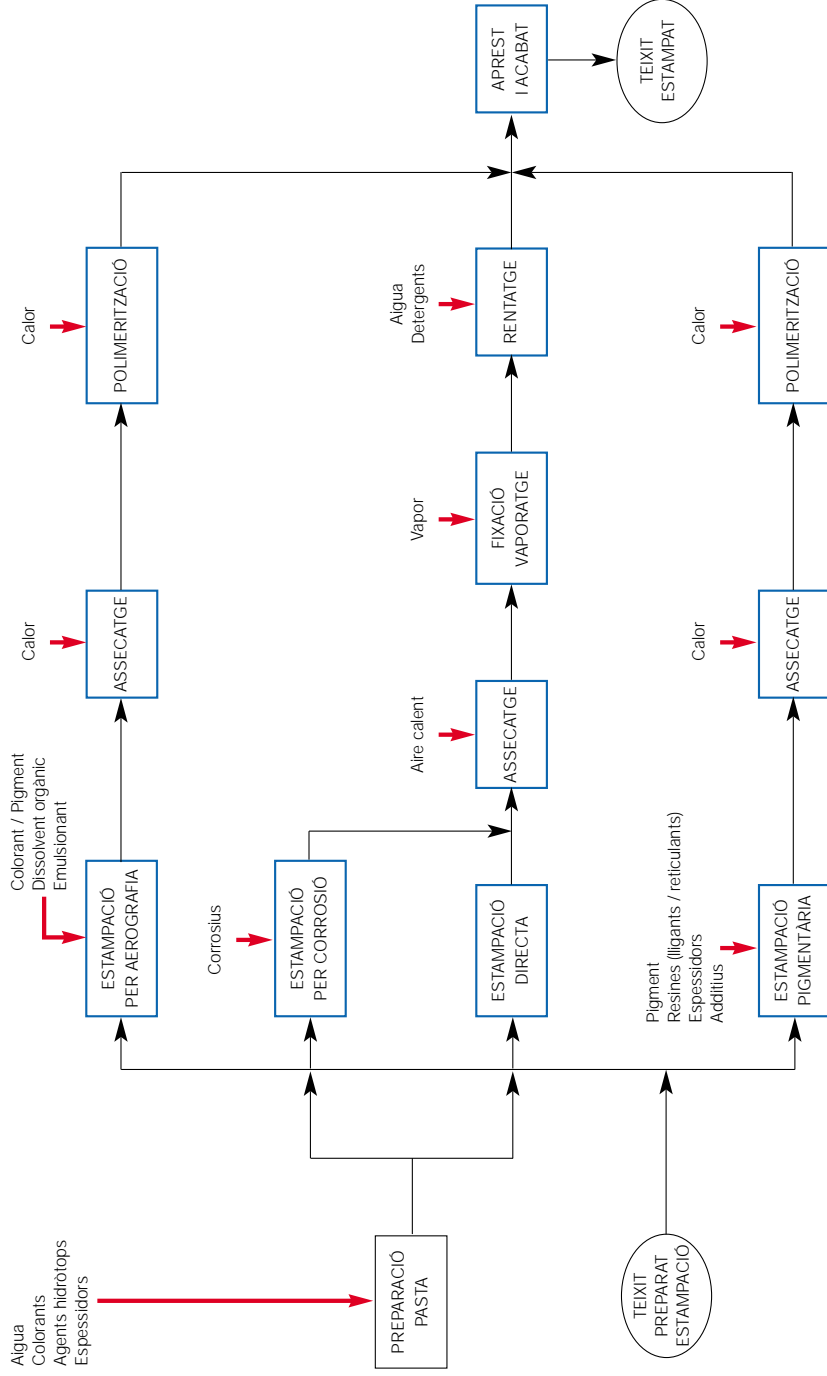 Aigua
Colorants
Agents hidròtops
Espessidors
PREPARACIÓ
PASTA
TEIXIT
PREPARAT
ESTAMPACIÓ
Colorant / Pigment
Dissolvent orgànic
Emulsionant
ESTAMPACIÓ
PER AEROGRAFIA
Calor
ASSECATGE
Calor
POLIMERITZACIÓ
Corrosius
ESTAMPACIÓ
PER CORROSIÓ
ESTAMPACIÓ
DIRECTA
Aire calent
ASSECATGE
Vapor
FIXACIÓ
VAPORATGE
Aigua
Detergents
RENTATGE
Pigment
Resines (lligants / reticulants)
Espessidors
Additius
ESTAMPACIÓ
PIGMENTÀRIA
Calor
ASSECATGE
Calor
POLIMERITZACIÓ
APREST
I ACABAT
TEIXIT
ESTAMPAT